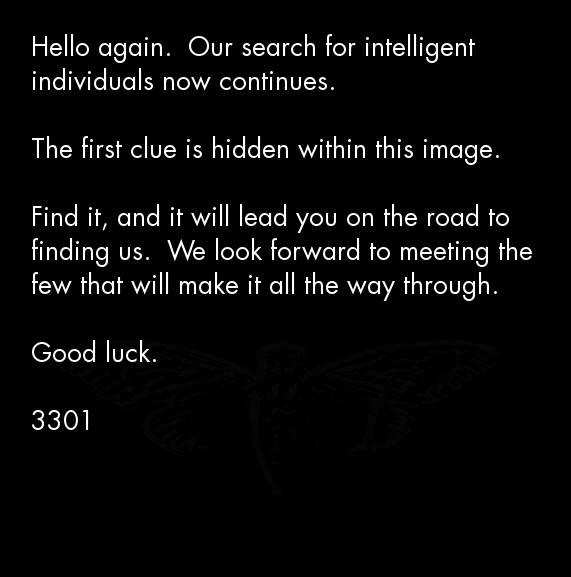 Hello again.  Our search for intelligent
individuals now continues.
The first clue is hidden within this image.
Find it, and it will lead you on the road to
finding us.  We look forward to meeting the
few that will make it all the way through.
Good luck.
3301